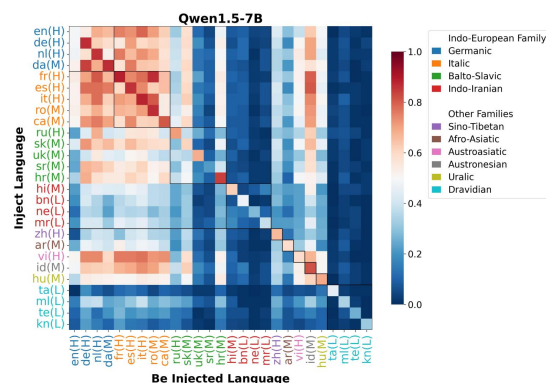 Qwen1.5-7B
Inject Language
en(H)
de(H)
nl(H)
da(M)
fr(H)
es(H)
it(H)
ro(M)
ca(M)
ru(H)
sk(M)
uk(M)
sr(M)
hr(M)
hi(M)
bn(L)
ne(L)
mr(L)
zh(H)
ar(M)
vi(H)
id(M)
hu(M)
ta(L)
ml(L)
te(L)
kn(L)
en(H)
de(H)
nl(H)
da(M)
fr(H)
es(H)
it(H)
ro(M)
ca(M)
ru(H)
sk(M)
uk(M)
sr(M)
hr(M)
hi(M)
bn(L)
ne(L)
mr(L)
zh(H)
ar(M)
vi(H)
id(M)
hu(M)
ta(L)
ml(L)
te(L)
kn(L)
Be Injected Language
1.0
0.8
0.6
0.4
0.2
0.0
Indo-European Family
Germanic
Italic
Balto-Slavic
Indo-Iranian
Other Families
Sino-Tibetan
Afro-Asiatic
Austroasiatic
Austronesian
Uralic
Dravidian